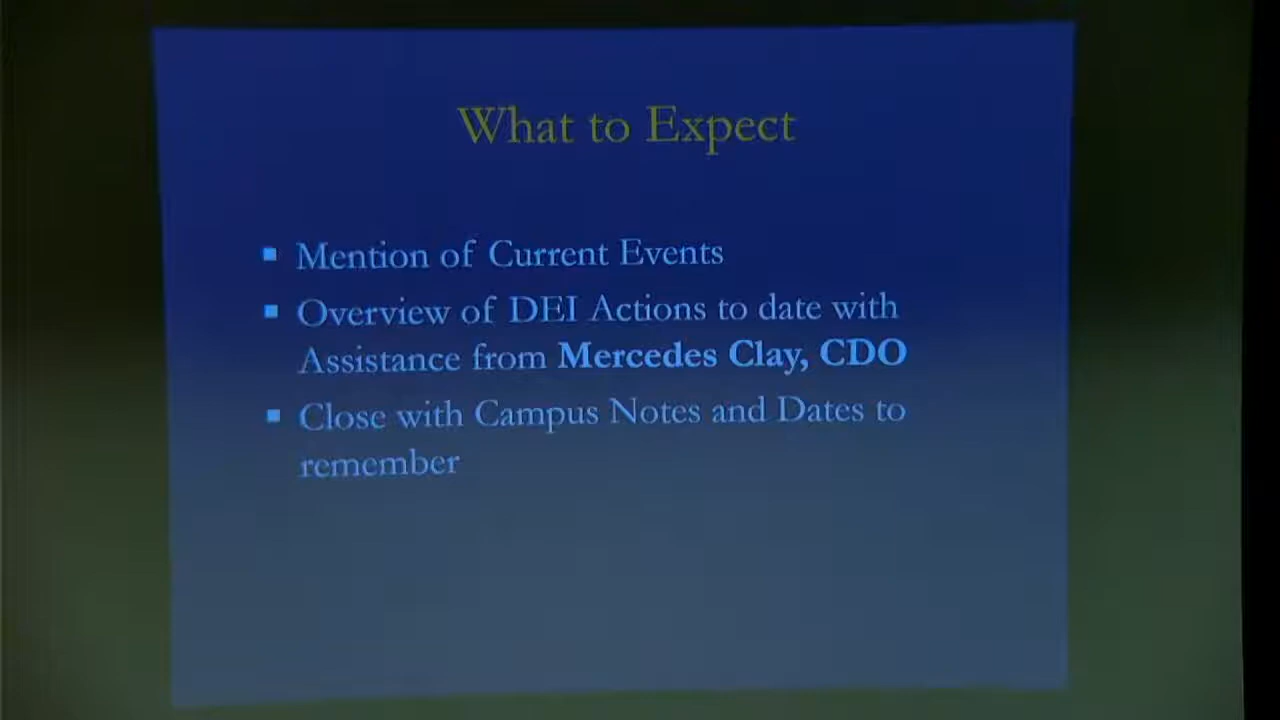 What to Expect
Mention of Current Events
Overview of DEI Actions to date with
Assistance from Mercedes Clay, CDO
Close with Campus Notes and Dates to
remember